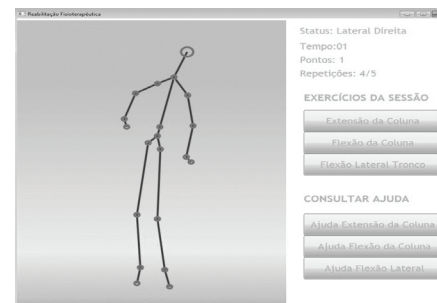 Reabilitação Fisioterapêutica
Status: Lateral Direita
Tempo:01
Pontos: 1
Repetições: 4/5
EXERCÍCIOS DA SESSÃO
Extensão da Coluna
Flexão da Coluna
Flexão Lateral Tronco
CONSULTAR AJUDA
Ajuda Extensão da Coluna
Ajuda Flexão da Coluna
Ajuda Flexão Lateral